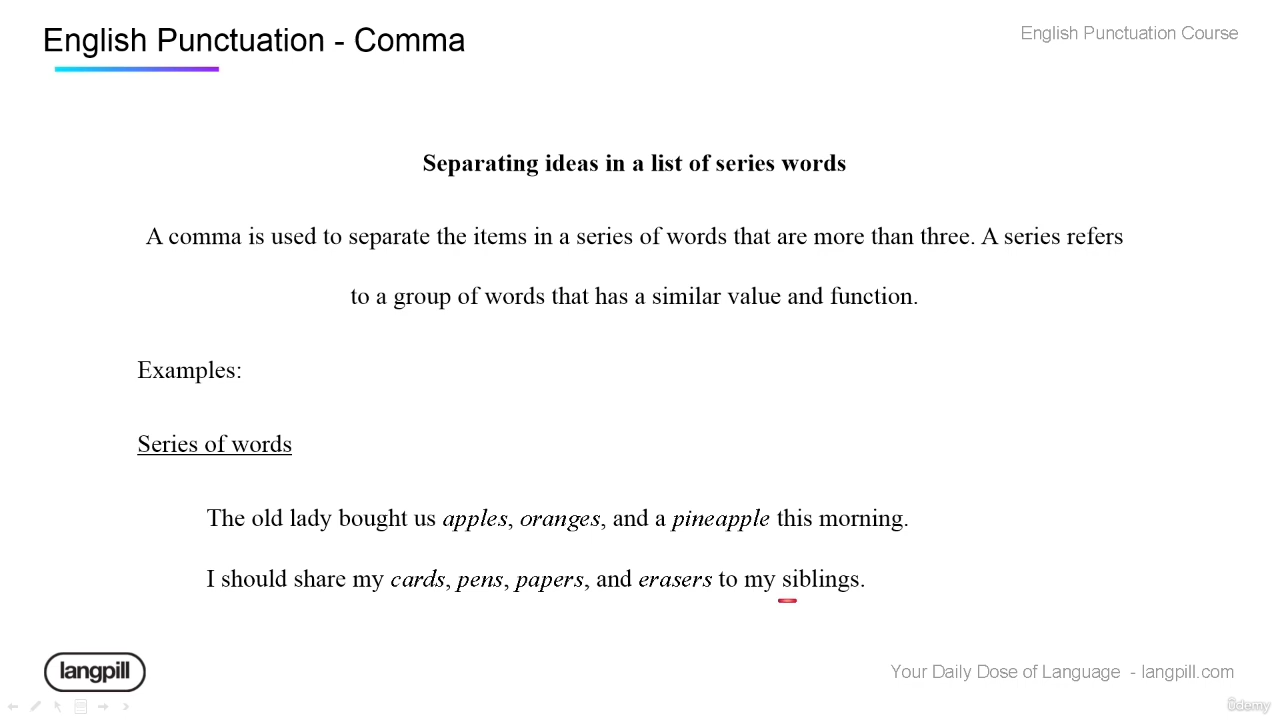 English Punctuation - Comma
English Punctuation Course
Separating ideas in a list of series words
A comma is used to separate the items in a series of words that are more than three. A series refers
to a group of words that has a similar value and function.
Examples:
Series of words
The old lady bought us apples, oranges, and a pineapple this morning.
I should share my cards, pens, papers, and erasers to my siblings.
langpill
Your Daily Dose of Language - langpill.com
ûdemy